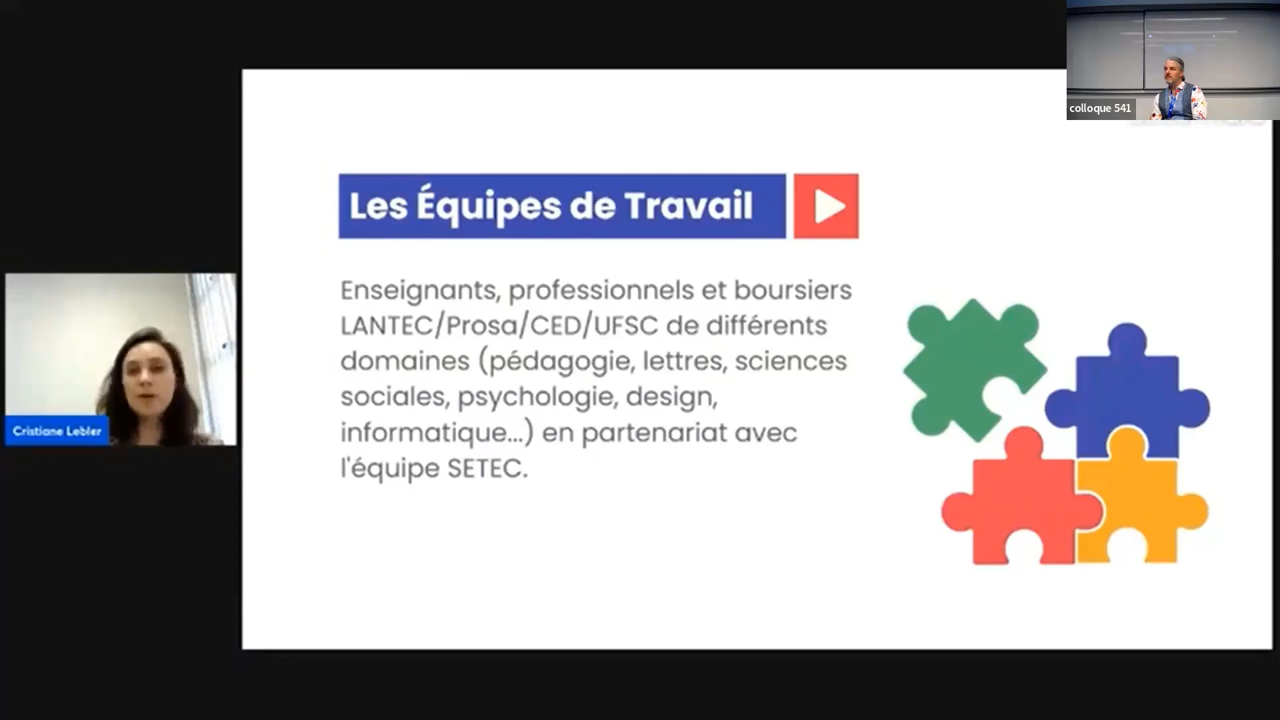 colloque 541
Les Équipes de Travail
Enseignants, professionnels et boursiers
LANTEC/Prosa/CED/UFSC de différents
domaines (pédagogie, lettres, sciences
sociales, psychologie, design,
informatique...) en partenariat avec
l'équipe SETEC.
Cristiane Lebler